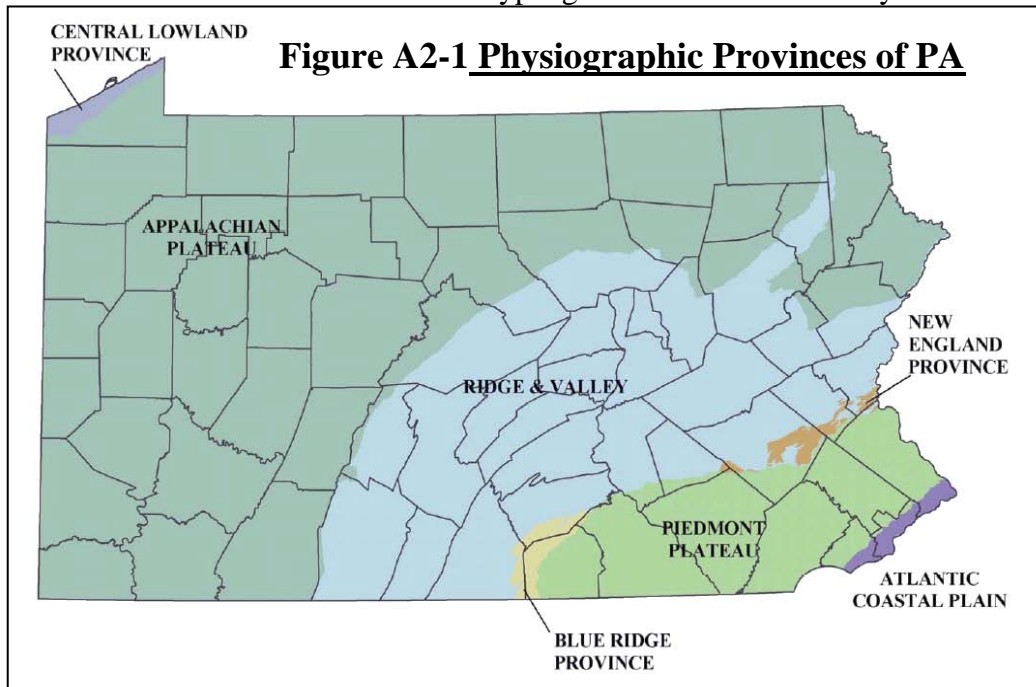 CENTRAL LOWLAND
PROVINCE
Figure A2-1 Physiographic Provinces of PA
APPALACHIAN
PLATEAU
NEW
ENGLAND
PROVINCE
RIDGE & VALLEY
PIEDMONT
PLATEAU
ATLANTIC
COASTAL PLAIN
BLUE RIDGE
PROVINCE